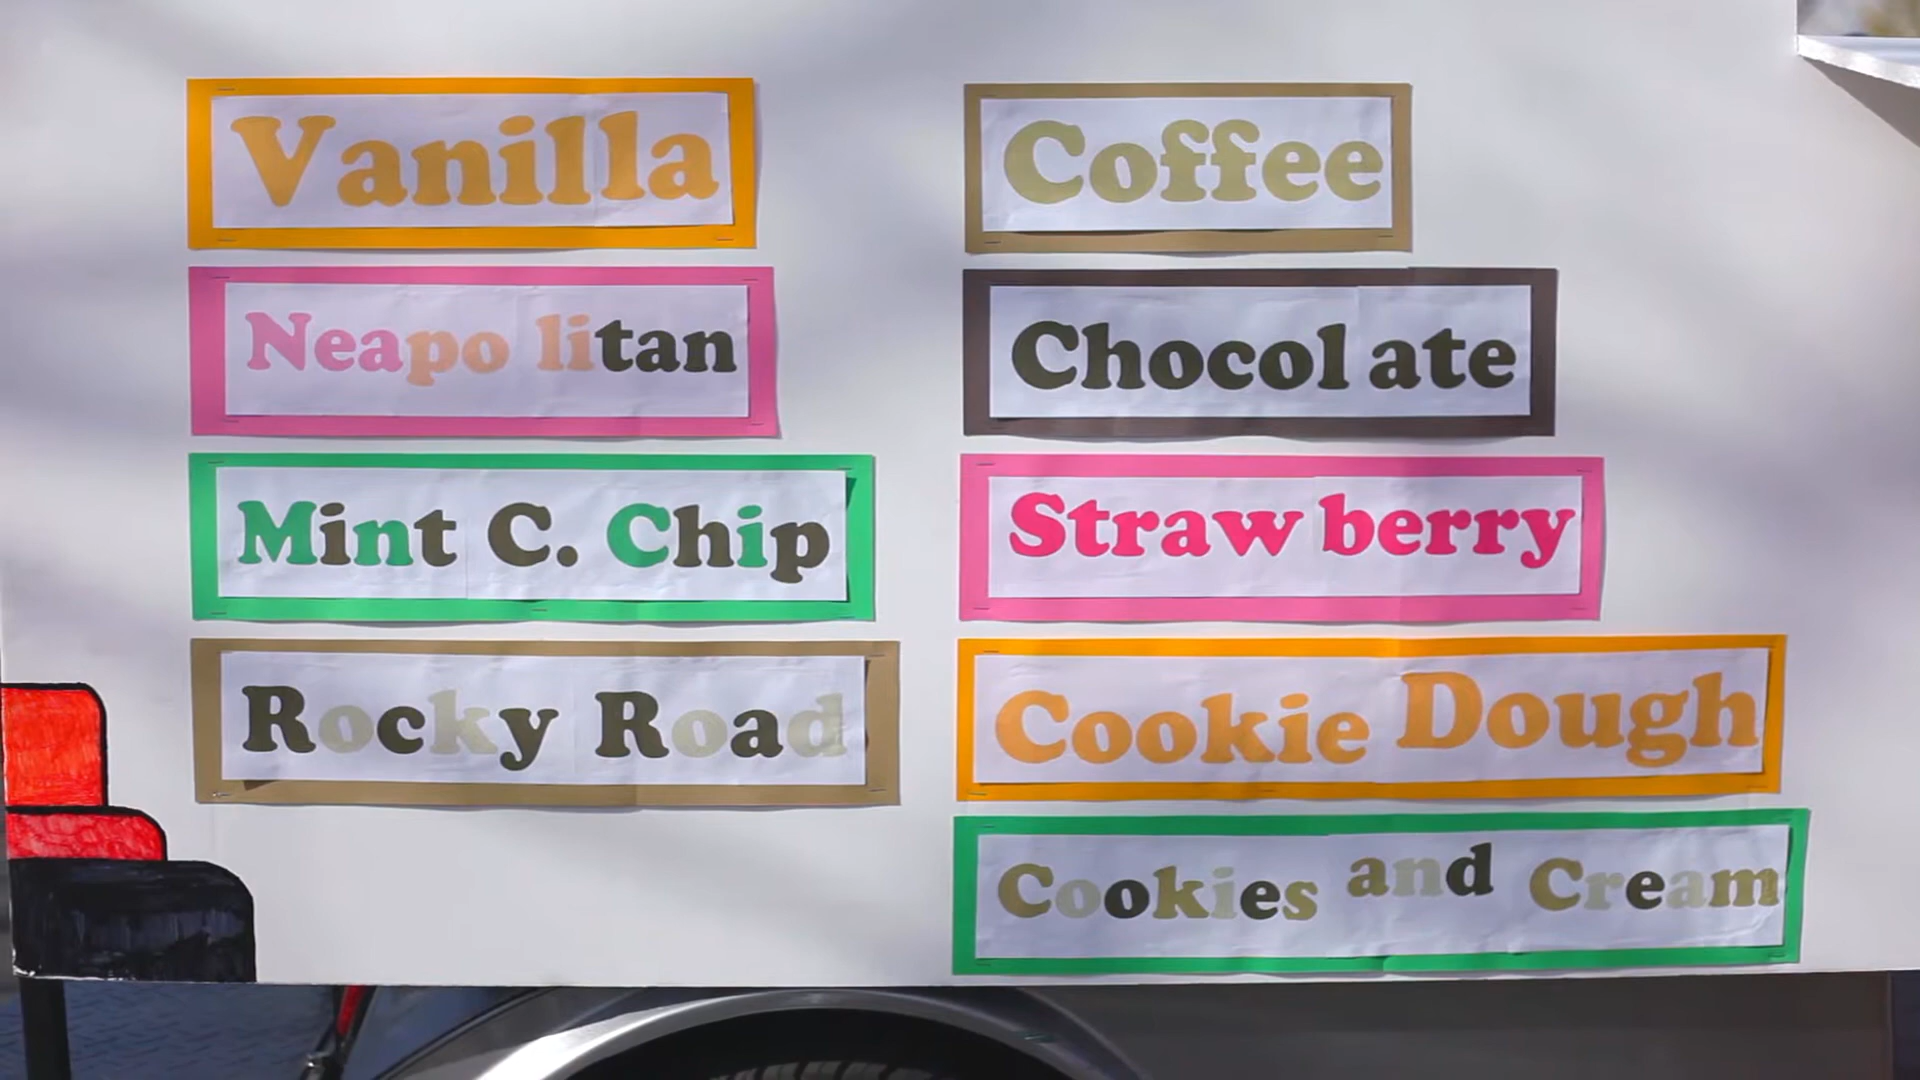 Vanilla
Neapo litan
Mint C. Chip
Rocky Road
Coffee
Chocol ate
Straw berry
Cookie Dough
Cookies and Cream